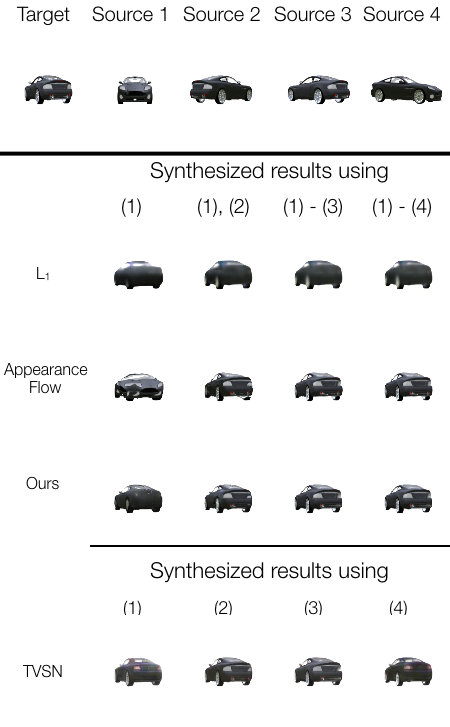 Target Source 1 Source 2 Source 3 Source 4
Synthesized results using
(1) (1), (2) (1) - (3) (1) - (4)
L₁
Appearance
Flow
Ours
Synthesized results using
(1) (2) (3) (4)
TVSN